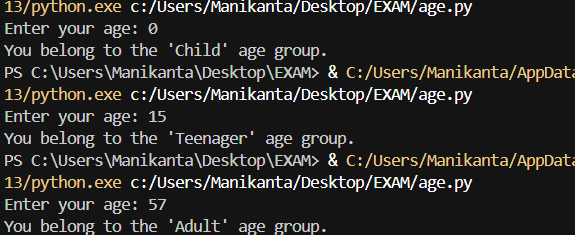 13/python.exe c:/Users/Manikanta/Desktop/EXAM/age.py
Enter your age: 0
You belong to the 'Child' age group.
PS C:\Users\Manikanta\Desktop\EXAM> & C:/Users/Manikanta/AppData
13/python.exe c:/Users/Manikanta/Desktop/EXAM/age.py
Enter your age: 15
You belong to the 'Teenager' age group.
PS C:\Users\Manikanta\Desktop\EXAM> & C:/Users/Manikanta/AppData
13/python.exe c:/Users/Manikanta/Desktop/EXAM/age.py
Enter your age: 57
You belong to the 'Adult' age group.